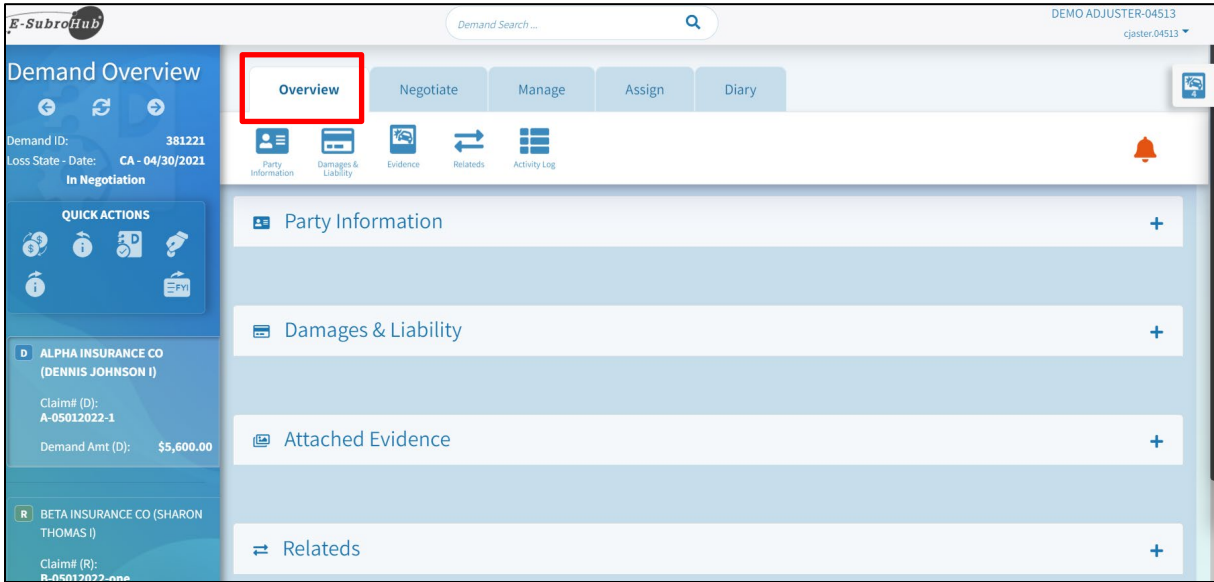 E-SubroHub
Demand Search ...
DEMO ADJUSTER-04513
cjaster.04513
Demand Overview
Demand ID: 381221
Loss State - Date: CA - 04/30/2021
In Negotiation
QUICK ACTIONS
FYI
D ALPHA INSURANCE CO
(DENNIS JOHNSON I)
Claim# (D):
A-05012022-1
Demand Amt (D): $5,600.00
R BETA INSURANCE CO (SHARON
THOMAS I)
Claim# (R):
B-05012022-one
Overview Negotiate Manage Assign Diary
4
Party
Information
Damages &
Liability
Evidence
Relateds
Activity Log
Party Information
Damages & Liability
Attached Evidence
Relateds